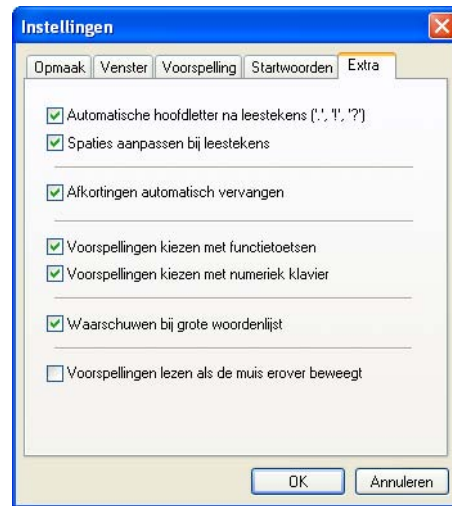 Instellingen
Opmaak Venster Voorspelling Startwoorden Extra
Automatische hoofdletter na leestekens ('.', '!', '?')
Spaties aanpassen bij leestekens
Afkortingen automatisch vervangen
Voorspellingen kiezen met functietoetsen
Voorspellingen kiezen met numeriek klavier
Waarschuwen bij grote woordenlijst
Voorspellingen lezen als de muis erover beweegt
OK Annuleren